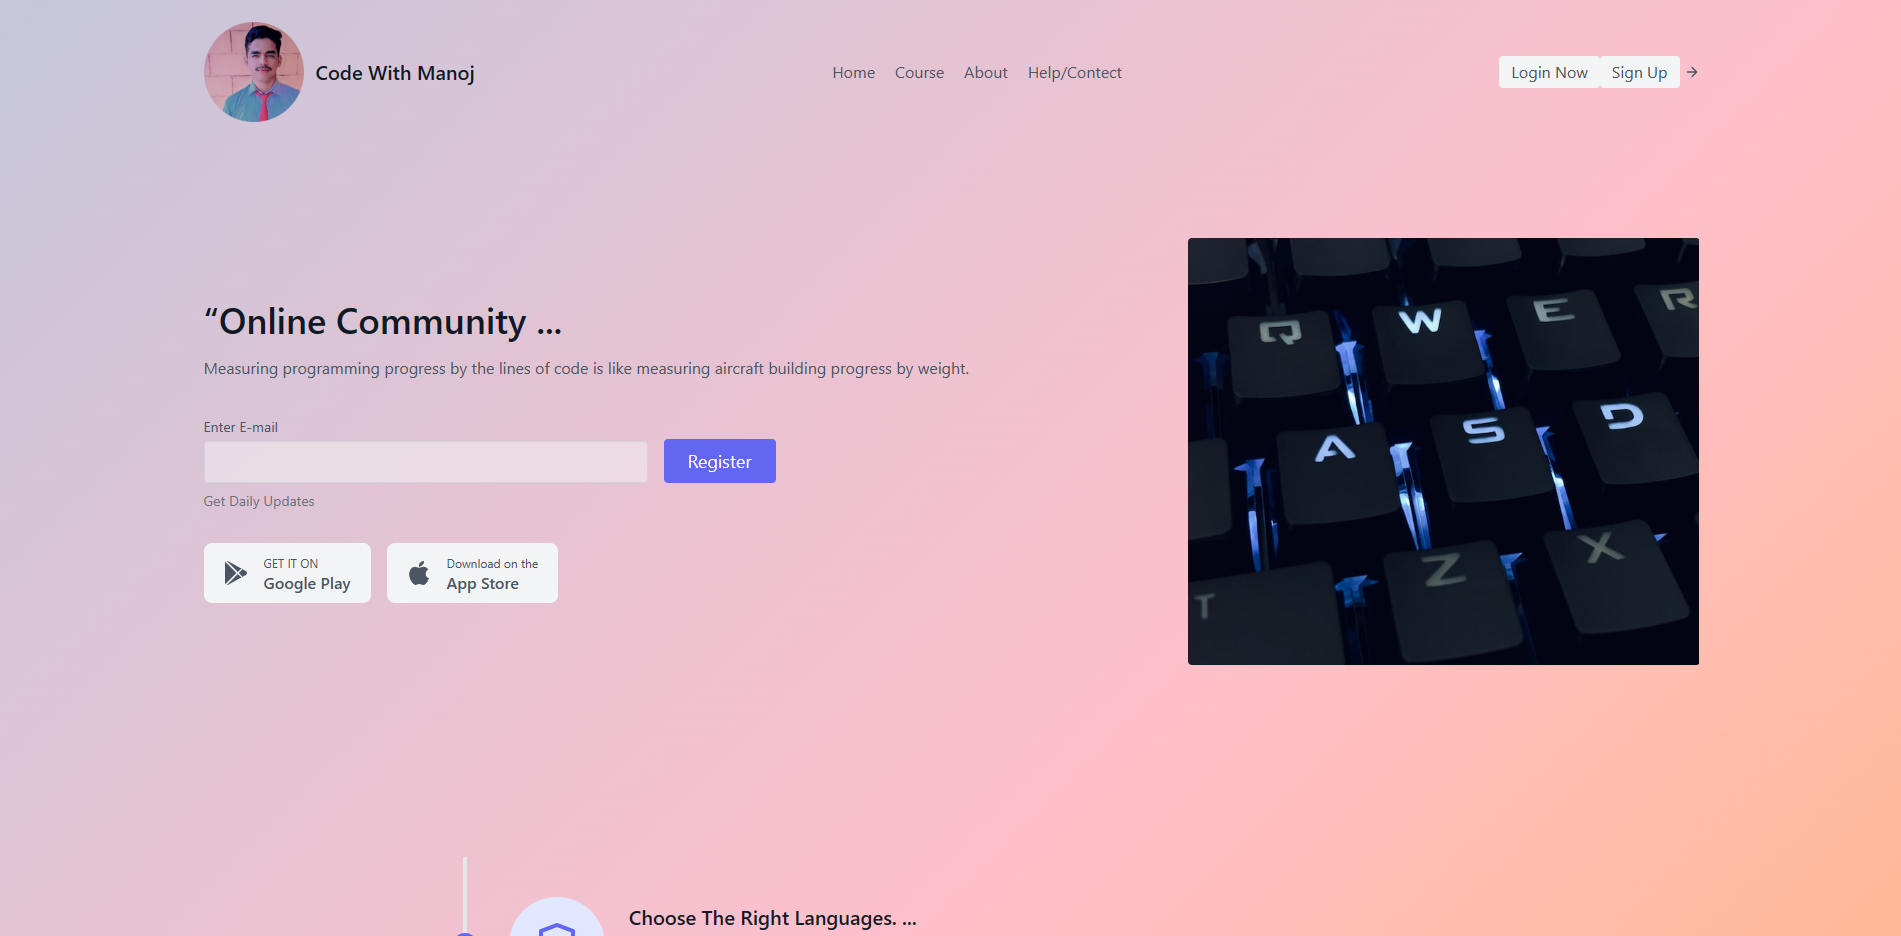 Code With Manoj
Home Course About Help/Contect
Login Now Sign Up
“Online Community ...
Measuring programming progress by the lines of code is like measuring aircraft building progress by weight.
Enter E-mail
Register
Get Daily Updates
GET IT ON
Google Play
Download on the
App Store
Q W E R
A S D
T Z X
Choose The Right Languages. ...